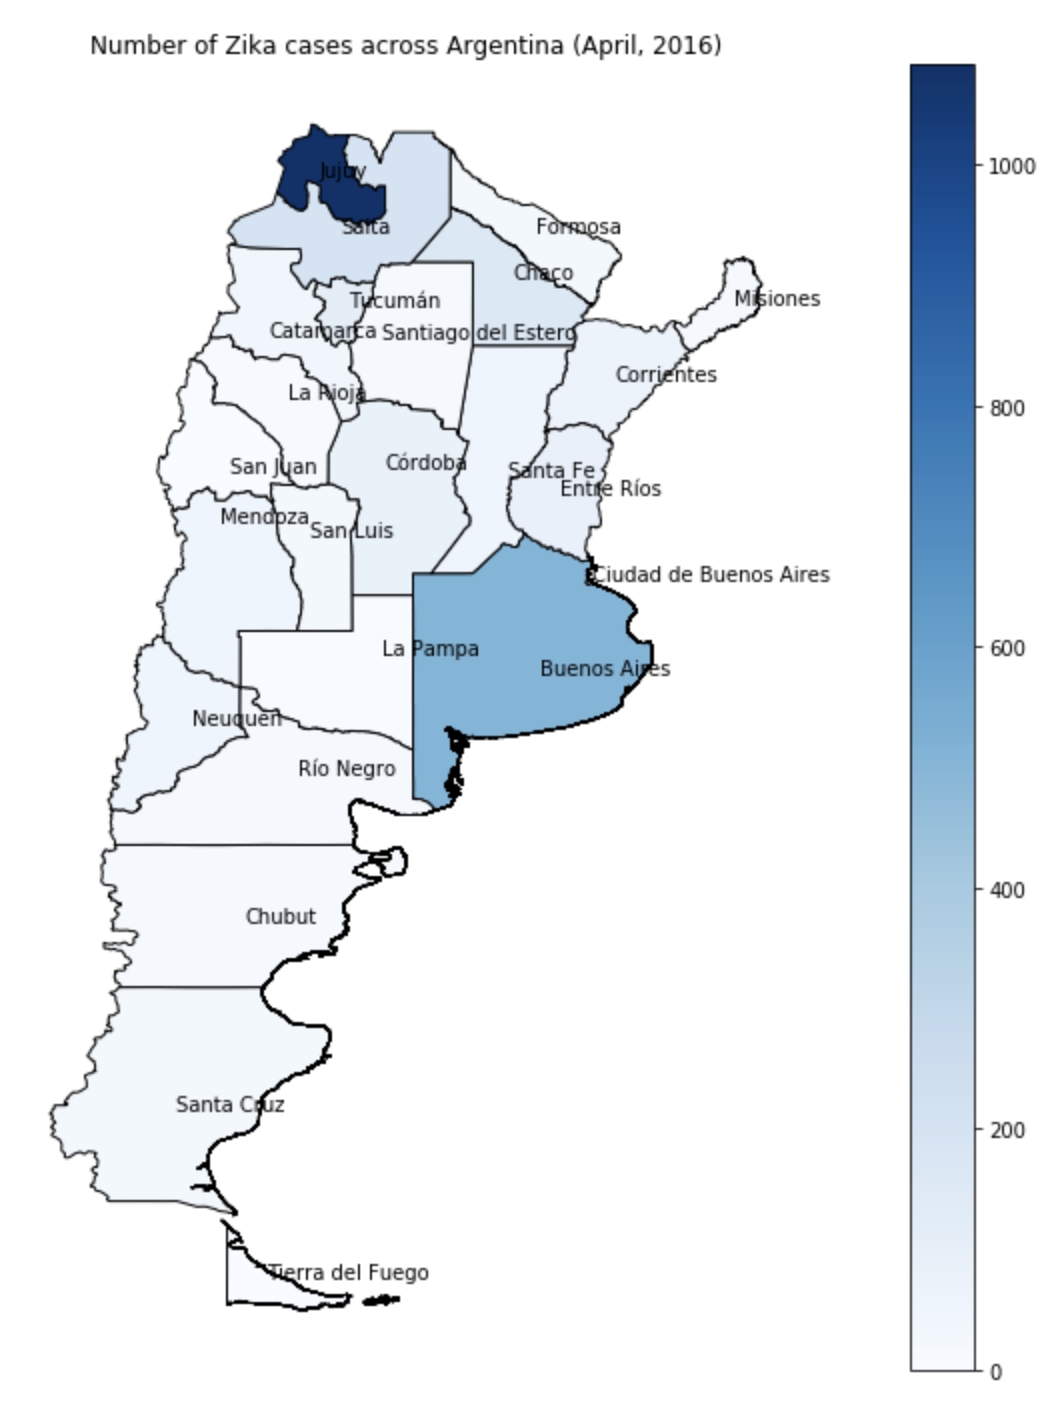 Number of Zika cases across Argentina (April, 2016)
Jujuy
Salta
Formosa
Chaco
Misiones
Tucumán
Catamarca
Santiago del Estero
Corrientes
La Rioja
San Juan
Córdoba
Santa Fe
Entre Ríos
Mendoza
San Luis
Ciudad de Buenos Aires
La Pampa
Buenos Aires
Neuquén
Río Negro
Chubut
Santa Cruz
Tierra del Fuego
1000
800
600
400
200
0